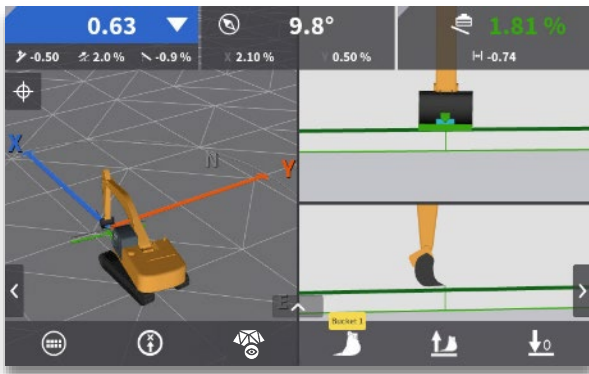 0.63
9.8°
1.81 %
-0.50
2.0 %
-0.9 %
X 2.10 %
Y 0.50 %
-0.74
X
N
Y
E
Bucket 1
X
0